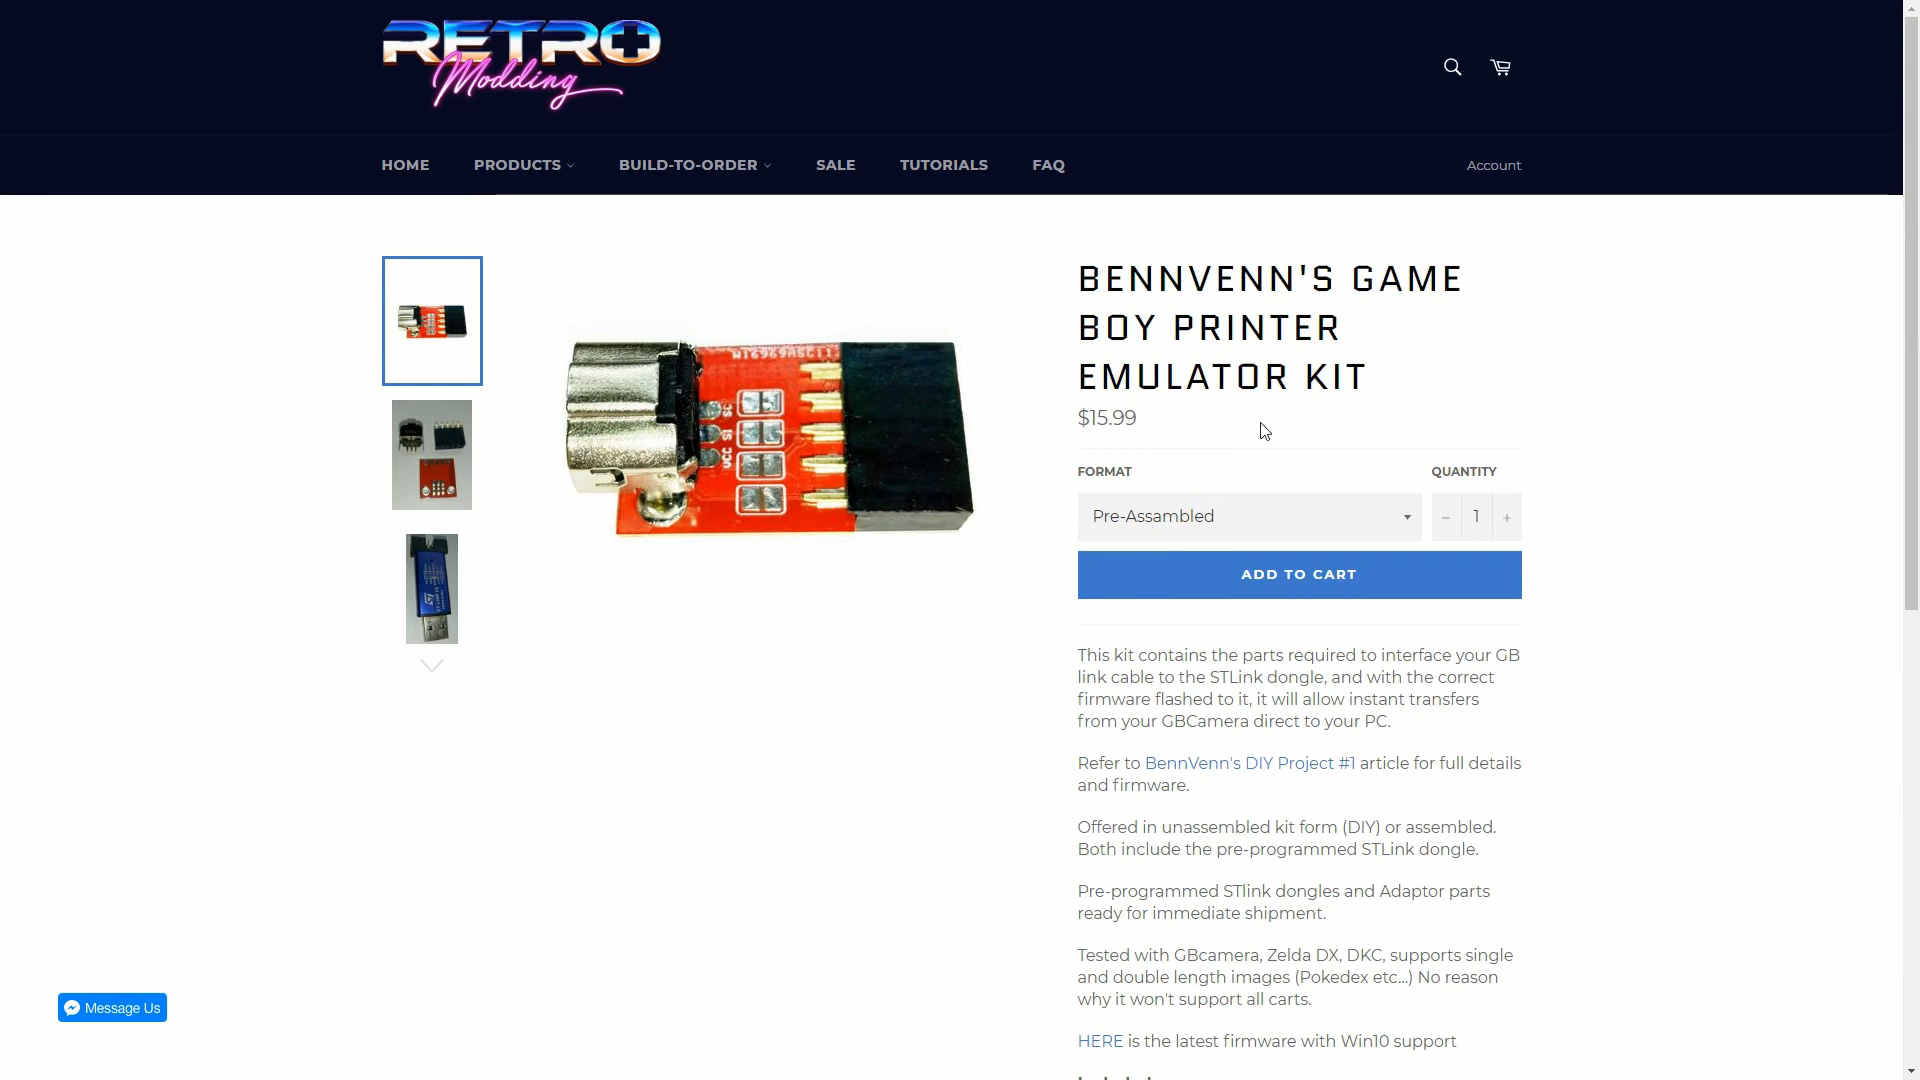 RETRO
Modding
HOME
PRODUCTS
BUILD-TO-ORDER
SALE
TUTORIALS
FAQ
Account
SC
SI
VCC
BENNVENN'S GAME
BOY PRINTER
EMULATOR KIT
$15.99
FORMAT
QUANTITY
Pre-Assambled
− 1 +
ADD TO CART
This kit contains the parts required to interface your GB
link cable to the STLink dongle, and with the correct
firmware flashed to it, it will allow instant transfers
from your GBCamera direct to your PC.
Refer to BennVenn's DIY Project #1 article for full details
and firmware.
Offered in unassembled kit form (DIY) or assembled.
Both include the pre-programmed STLink dongle.
Pre-programmed STlink dongles and Adaptor parts
ready for immediate shipment.
Tested with GBcamera, Zelda DX, DKC, supports single
and double length images (Pokedex etc...) No reason
why it won't support all carts.
HERE is the latest firmware with Win10 support
Message Us